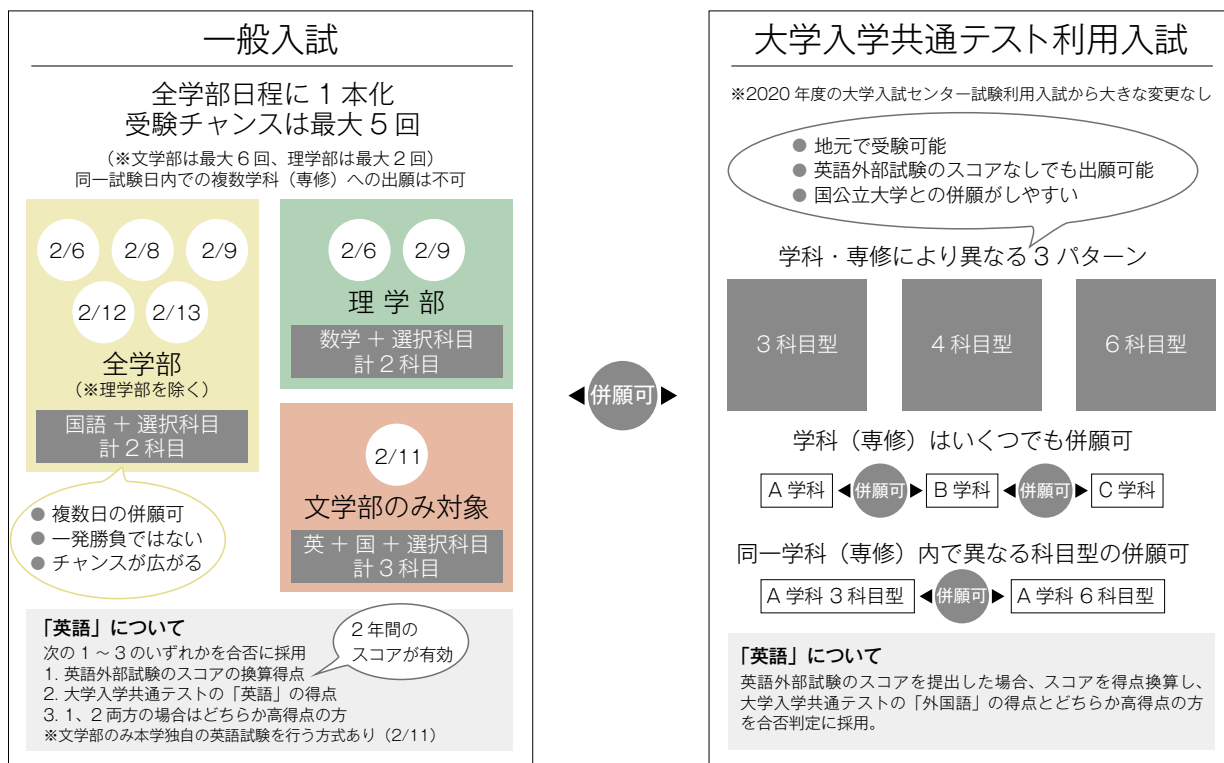 一般入試
全学部日程に 1 本化
受験チャンスは最大 5 回
（※文学部は最大 6 回、理学部は最大 2 回）
同一試験日内での複数学科（専修）への出願は不可
2/6
2/8
2/9
2/12
2/13
全学部
（※理学部を除く）
国語 ＋ 選択科目
計 2 科目
2/6
2/9
理 学 部
数学 ＋ 選択科目
計 2 科目
2/11
文学部のみ対象
英 ＋ 国 ＋ 選択科目
計 3 科目
● 複数日の併願可
● 一発勝負ではない
● チャンスが広がる
「英語」について
次の 1 ～ 3 のいずれかを合否に採用
1. 英語外部試験のスコアの換算得点
2. 大学入学共通テストの「英語」の得点
3. 1、2 両方の場合はどちらか高得点の方
※文学部のみ本学独自の英語試験を行う方式あり（2/11）
2 年間の
スコアが有効
◀併願可▶
大学入学共通テスト利用入試
※2020 年度の大学入試センター試験利用入試から大きな変更なし
● 地元で受験可能
● 英語外部試験のスコアなしでも出願可能
● 国公立大学との併願がしやすい
学科・専修により異なる 3 パターン
3 科目型
4 科目型
6 科目型
学科（専修）はいくつでも併願可
A 学科 ◀併願可▶ B 学科 ◀併願可▶ C 学科
同一学科（専修）内で異なる科目型の併願可
A 学科 3 科目型 ◀併願可▶ A 学科 6 科目型
「英語」について
英語外部試験のスコアを提出した場合、スコアを得点換算し、
大学入学共通テストの「外国語」の得点とどちらか高得点の方
を合否判定に採用。